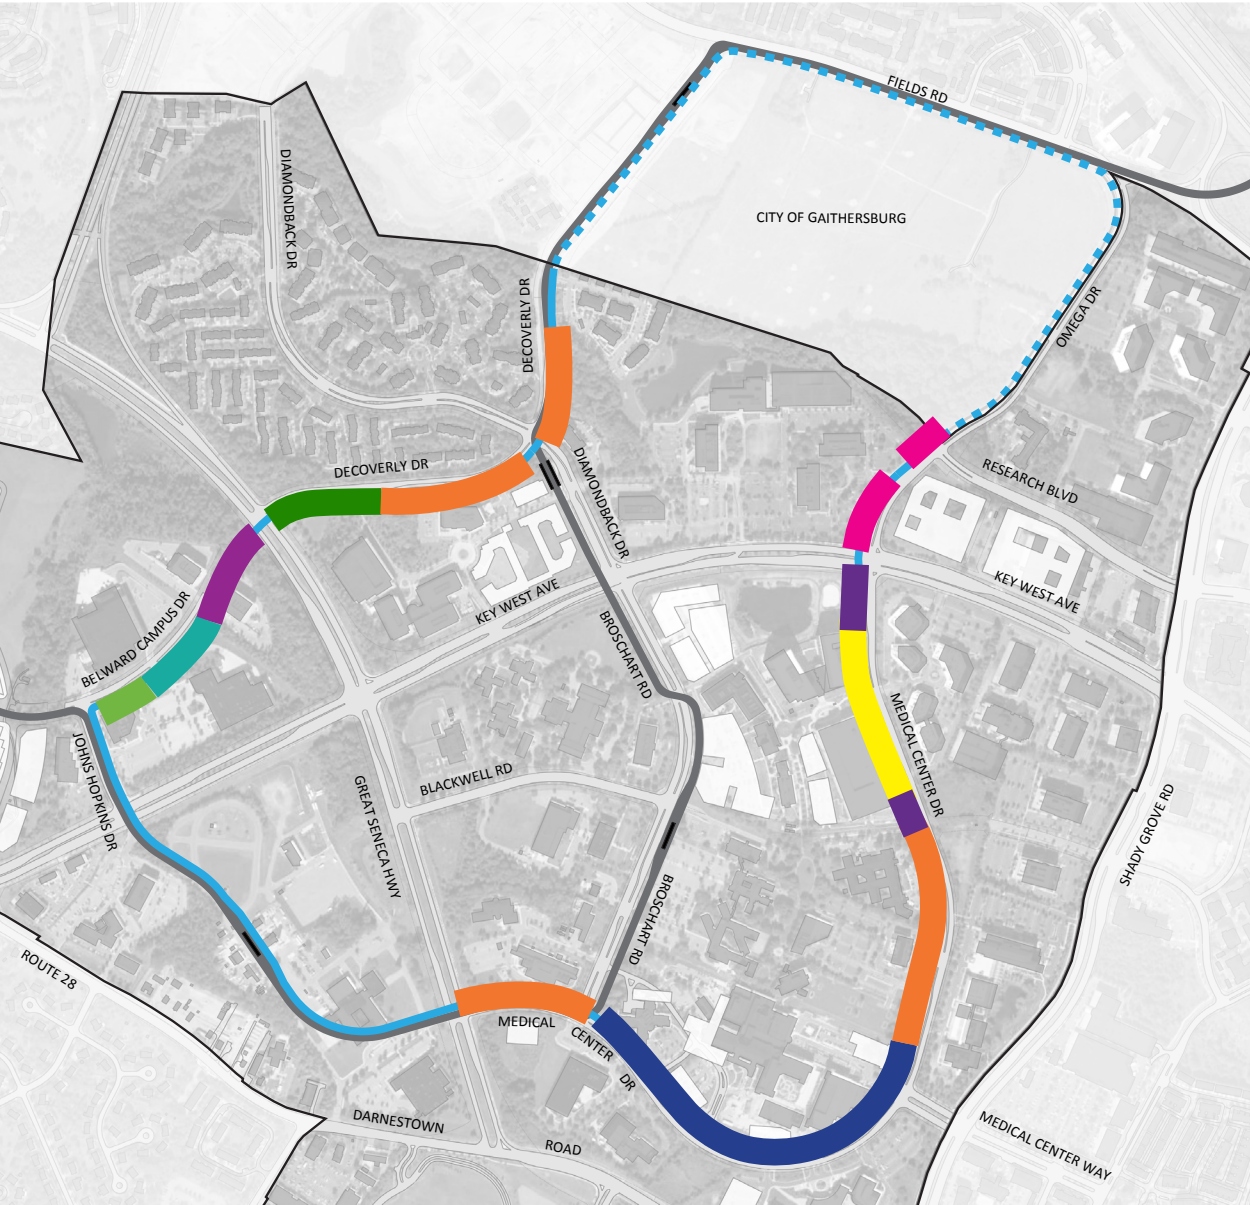 FIELDS RD
DIAMONDBACK DR
CITY OF GAITHERSBURG
DECOVERLY DR
OMEGA DR
DECOVERLY DR
DIAMONDBACK DR
RESEARCH BLVD
KEY WEST AVE
KEY WEST AVE
BELWARD CAMPUS DR
BROSCHART RD
MEDICAL CENTER DR
JOHNS HOPKINS DR
BLACKWELL RD
GREAT SENECA HWY
SHADY GROVE RD
BROSCHART RD
ROUTE 28
MEDICAL
CENTER
DR
DARNESTOWN
ROAD
MEDICAL CENTER WAY